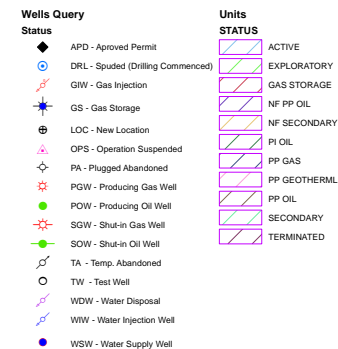 Wells Query
Status
APD - Aproved Permit
DRL - Spuded (Drilling Commenced)
GIW - Gas Injection
GS - Gas Storage
LOC - New Location
OPS - Operation Suspended
PA - Plugged Abandoned
PGW - Producing Gas Well
POW - Producing Oil Well
SGW - Shut-in Gas Well
SOW - Shut-in Oil Well
TA - Temp. Abandoned
TW - Test Well
WDW - Water Disposal
WIW - Water Injection Well
WSW - Water Supply Well
Units
STATUS
ACTIVE
EXPLORATORY
GAS STORAGE
NF PP OIL
NF SECONDARY
PI OIL
PP GAS
PP GEOTHERML
PP OIL
SECONDARY
TERMINATED